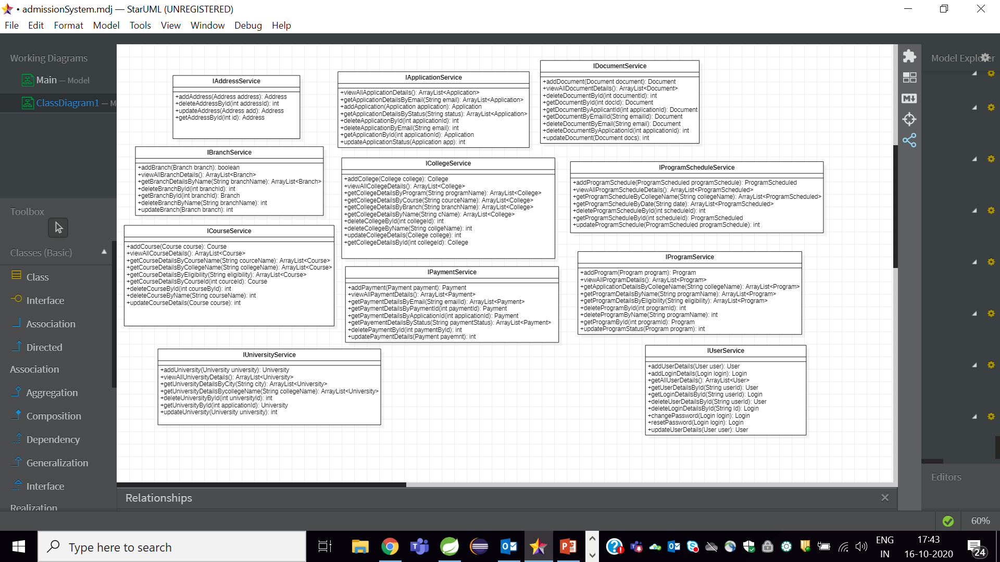 • admissionSystem.mdj — StarUML (UNREGISTERED)
File Edit Format Model Tools View Window Debug Help
Working Diagrams
Main — Model
ClassDiagram1 — M
Toolbox
Classes (Basic)
Class
Interface
Association
Directed
Association
Aggregation
Composition
Dependency
Generalization
Interface
Realization
IAddressService
+addAddress(Address address): Address
+deleteAddressById(int addressId): int
+updateAddress(Address add): Address
+getAddressById(int id): Address
IApplicationService
+viewAllApplicationDetails(): ArrayList<Application>
+getApplicationDetailsByEmail(String email): ArrayList<Application>
+addApplication(Application application): Application
+getApplicationDetailsByStatus(String status): ArrayList<Application>
+deleteApplicationById(int applicationId): int
+deleteApplicationByEmail(String email): int
+getApplicationById(int applicationId): Application
+updateApplicationStatus(Application app): int
IDocumentService
+addDocument(Document document): Document
+viewAllDocumentDetails(): ArrayList<Document>
+deleteDocumentById(int documentId): int
+getDocumentById(int docId): Document
+getDocumentByApplicantId(int applicationId): Document
+getDocumentByEmailId(String emailId): Document
+deleteDocumentByEmail(String email): Document
+deleteDocumentByApplicationId(int applicationId): int
+updateDocument(Document docs): int
IBranchService
+addBranch(Branch branch): boolean
+viewAllBranchDetails(): ArrayList<Branch>
+getBranchDetailsByName(String branchName): ArrayList<Branch>
+deleteBranchById(int branchId): int
+getBranchById(int branchId): Branch
+deleteBranchByName(String branchName): int
+updateBranch(Branch branch): int
ICollegeService
+addCollege(College college): College
+viewAllCollegeDetails(): ArrayList<College>
+getCollegeDetailsByProgram(String programName): ArrayList<College>
+getCollegeDetailsByCourse(String courceName): ArrayList<College>
+getCollegeDetailsByBranch(String branchName): ArrayList<College>
+getCollegeDetailsByName(String cName): ArrayList<College>
+deleteCollegeById(int collegeId): int
+deleteCollegeByName(String collgeName): int
+updateCollegeDetails(College college): int
+getCollegeDetailsById(int collegeId): College
IProgramScheduleService
+addProgramSchedule(ProgramScheduled programSchedule): ProgramScheduled
+viewAllProgramScheduleDetails(): ArrayList<ProgramScheduled>
+getProgramScheduleByCollegeName(String collegeName): ArrayList<ProgramScheduled>
+getProgramScheduleByDate(String date): ArrayList<ProgramScheduled>
+deleteProgramScheduleById(int scheduleId): int
+getProgramScheduleById(int scheduleId): ProgramScheduled
+updateProgramSchedule(ProgramScheduled programSchedule): int
ICourseService
+addCourse(Course course): Course
+viewAllCourseDetails(): ArrayList<Course>
+getCourseDetailsByCourseName(String courceName): ArrayList<Course>
+getCourseDetailsByCollegeName(String collegeName): ArrayList<Course>
+getCourseDetailsByEligibility(String eligibility): ArrayList<Course>
+getCourseDetailsByCourseId(int courceId): Course
+deleteCourseById(int courseById): int
+deleteCourseByName(String courseName): int
+updateCourseDetails(Course course): int
IPaymentService
+addPayment(Payment payment): Payment
+viewAllPaymentDetails(): ArrayList<Payment>
+getPaymentDetailsByEmail(String emailId): ArrayList<Payment>
+getPaymentDetailsByPaymentId(int paymentId): Payment
+getPaymentDetailsByApplicationId(int applicationId): Payment
+getPayementDetailsByStatus(String paymentStatus): ArrayList<Payment>
+deletePaymentById(int paymentById): int
+updatePaymentDetails(Payment payemnt): int
IProgramService
+addProgram(Program program): Program
+viewAllProgramDetails(): ArrayList<Program>
+getApplicationDetailsByCollegeName(String collegeName): ArrayList<Program>
+getProgramDetailsByName(String programName): ArrayList<Program>
+getProgramDetailsByEligibility(String eligibility): ArrayList<Program>
+deleteProgramById(int programId): int
+deleteProgramByName(String programName): int
+getProgramById(int programId): Program
+updateProgramStatus(Program program): int
IUniversityService
+addUniversity(University university): University
+viewAllUniversityDetails(): ArrayList<University>
+getUniversityDetailsByCity(String city): ArrayList<University>
+getUniversityDetailsBycollegeName(String collegeName): ArrayList<University>
+deleteUniversityById(int universityId): int
+getUniversityById(int applicationId): University
+updateUniversity(University university): int
IUserService
+addUserDetails(User user): User
+addLoginDetails(Login login): Login
+getAllUserDetails(): ArrayList<User>
+getUserDetailsById(String userId): User
+getLoginDetailsById(String userId): Login
+deleteUserDetailsById(String userId): User
+deleteLoginDetailsById(String Id): Login
+changePassword(Login login): Login
+resetPassword(Login login): Login
+updateUserDetails(User user): User
Model Explorer
Editors
Relationships
60%
Type here to search
ENG
IN
17:43
16-10-2020
24